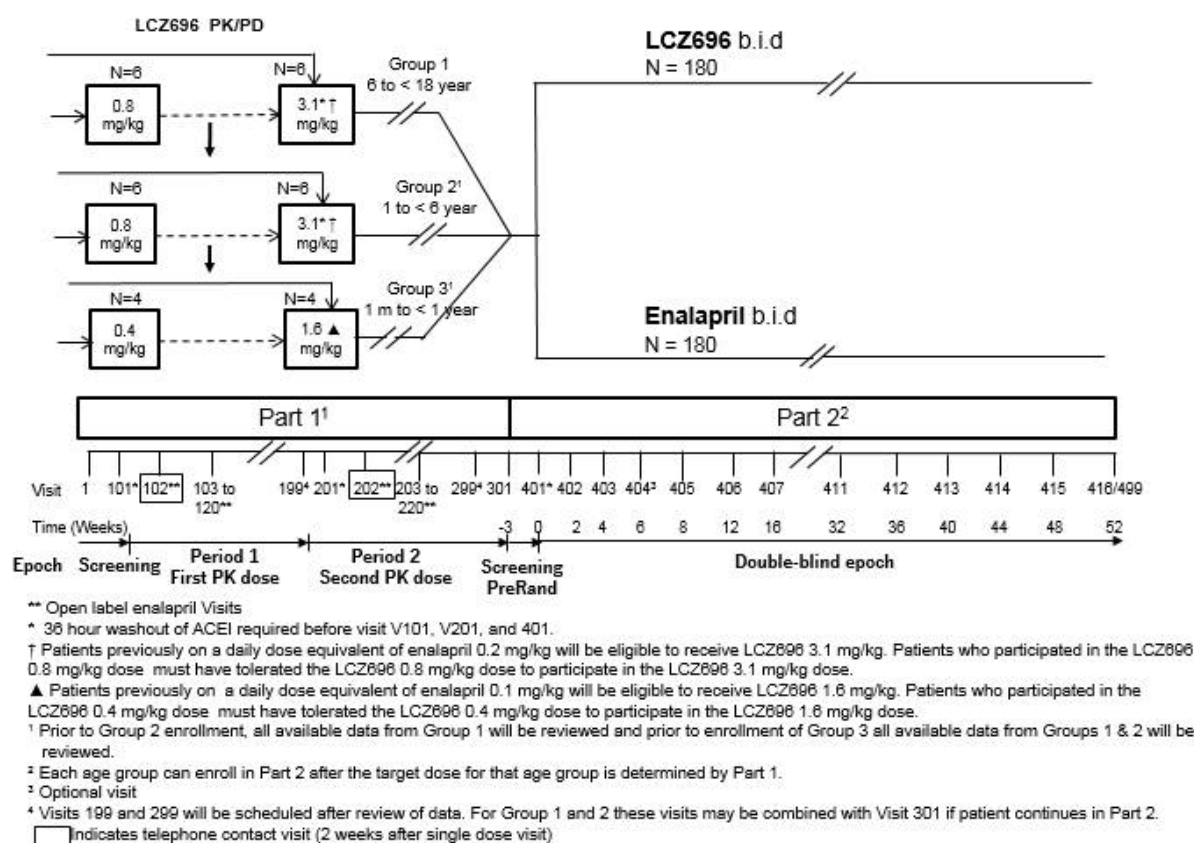 LCZ696 PK/PD
N=6
0.8
mg/kg
N=6
3.1* †
mg/kg
Group 1
6 to < 18 year
LCZ696 b.i.d
N = 180
N=6
0.8
mg/kg
N=6
3.1* †
mg/kg
Group 2¹
1 to < 6 year
N=4
0.4
mg/kg
N=4
1.6 ▲
mg/kg
Group 3¹
1 m to < 1 year
Enalapril b.i.d
N = 180
Part 1¹ Part 2²
Visit 1 101* 102** 103 to 120** 199⁴ 201* 202** 203 to 220** 299⁴ 301 401* 402 403 404³ 405 406 407 411 412 413 414 415 416/499
Time (Weeks) -3 0 2 4 6 8 12 16 32 36 40 44 48 52
Epoch Screening Period 1 First PK dose Period 2 Second PK dose Screening PreRand Double-blind epoch
** Open label enalapril Visits
* 36 hour washout of ACEI required before visit V101, V201, and 401.
† Patients previously on a daily dose equivalent of enalapril 0.2 mg/kg will be eligible to receive LCZ696 3.1 mg/kg. Patients who participated in the LCZ696
0.8 mg/kg dose must have tolerated the LCZ696 0.8 mg/kg dose to participate in the LCZ696 3.1 mg/kg dose.
▲ Patients previously on a daily dose equivalent of enalapril 0.1 mg/kg will be eligible to receive LCZ696 1.6 mg/kg. Patients who participated in the
LCZ696 0.4 mg/kg dose must have tolerated the LCZ696 0.4 mg/kg dose to participate in the LCZ696 1.6 mg/kg dose.
¹ Prior to Group 2 enrollment, all available data from Group 1 will be reviewed and prior to enrollment of Group 3 all available data from Groups 1 & 2 will be
reviewed.
² Each age group can enroll in Part 2 after the target dose for that age group is determined by Part 1.
³ Optional visit
⁴ Visits 199 and 299 will be scheduled after review of data. For Group 1 and 2 these visits may be combined with Visit 301 if patient continues in Part 2.
Indicates telephone contact visit (2 weeks after single dose visit)